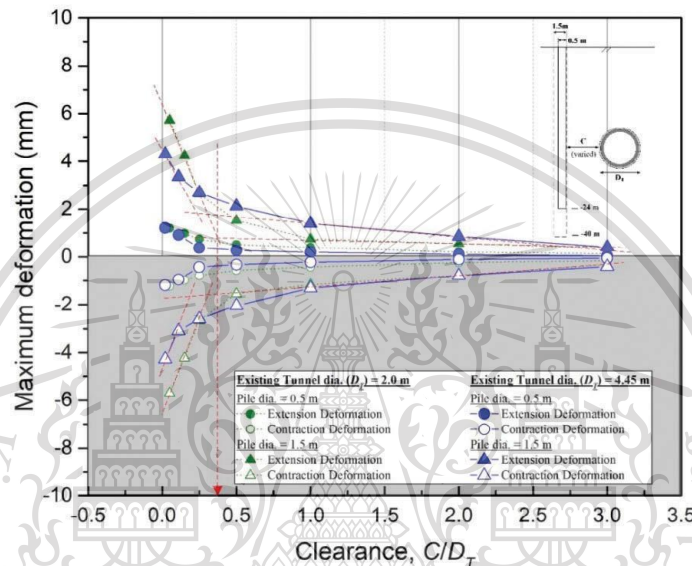 10
8
6
4
2
0
-2
-4
-6
-8
-10
Maximum deformation (mm)
-0.5 0.0 0.5 1.0 1.5 2.0 2.5 3.0 3.5
Clearance, C/D_T
1.5m
0.5 m
C
(varied)
D_T
-24 m
-40 m
Existing Tunnel dia. (D_T) = 2.0 m
Pile dia. = 0.5 m
Extension Deformation
Contraction Deformation
Pile dia. = 1.5 m
Extension Deformation
Contraction Deformation
Existing Tunnel dia. (D_T) = 4.45 m
Pile dia. = 0.5 m
Extension Deformation
Contraction Deformation
Pile dia. = 1.5 m
Extension Deformation
Contraction Deformation